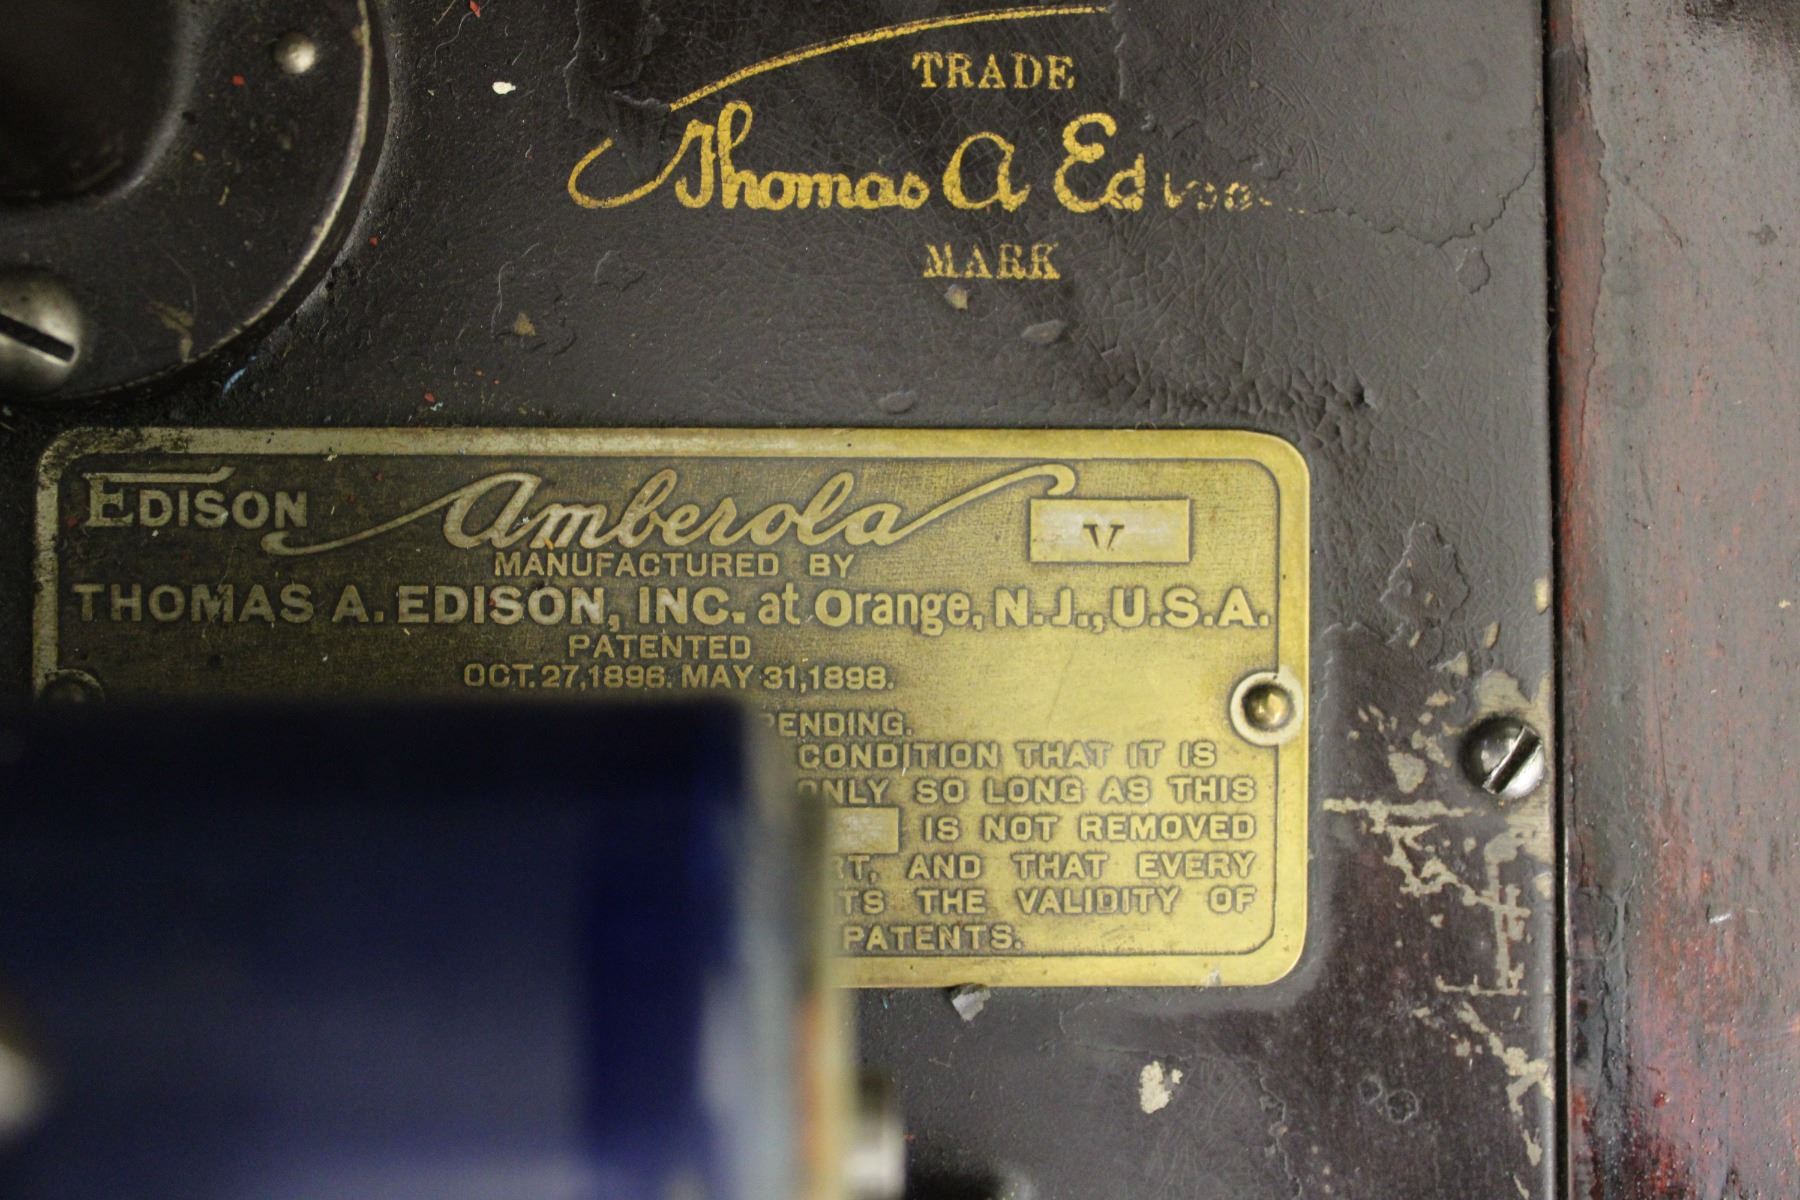 TRADE
Thomas A Ed
MARK
EDISON Amberola V
MANUFACTURED BY
THOMAS A. EDISON, INC. at Orange, N.J., U.S.A.
PATENTED
OCT. 27, 1896. MAY 31, 1898.
PENDING.
CONDITION THAT IT IS
ONLY SO LONG AS THIS
IS NOT REMOVED
AND THAT EVERY
THE VALIDITY OF
PATENTS.